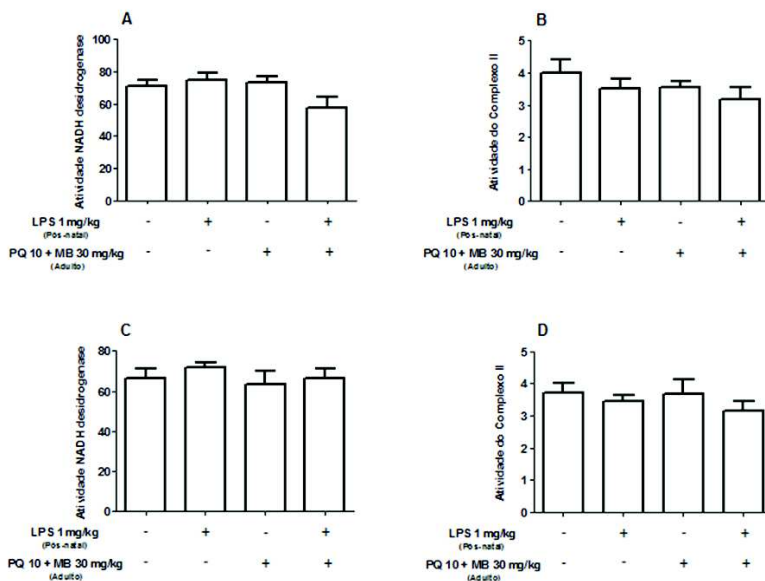 A
Atividade NADH desidrogenase
100
80
60
40
20
0
LPS 1 mg/kg - + - +
(Pós-natal)
PQ 10 + MB 30 mg/kg - - + +
(Adulto)
B
Atividade do Complexo II
5
4
3
2
1
0
LPS 1 mg/kg - + - +
(Pós-natal)
PQ 10 + MB 30 mg/kg - - + +
(Adulto)
C
Atividade NADH desidrogenase
80
60
40
20
0
LPS 1 mg/kg - + - +
(Pós-natal)
PQ 10 + MB 30 mg/kg - - + +
(Adulto)
D
Atividade do Complexo II
5
4
3
2
1
0
LPS 1 mg/kg - + - +
(Pós-natal)
PQ 10 + MB 30 mg/kg - - + +
(Adulto)